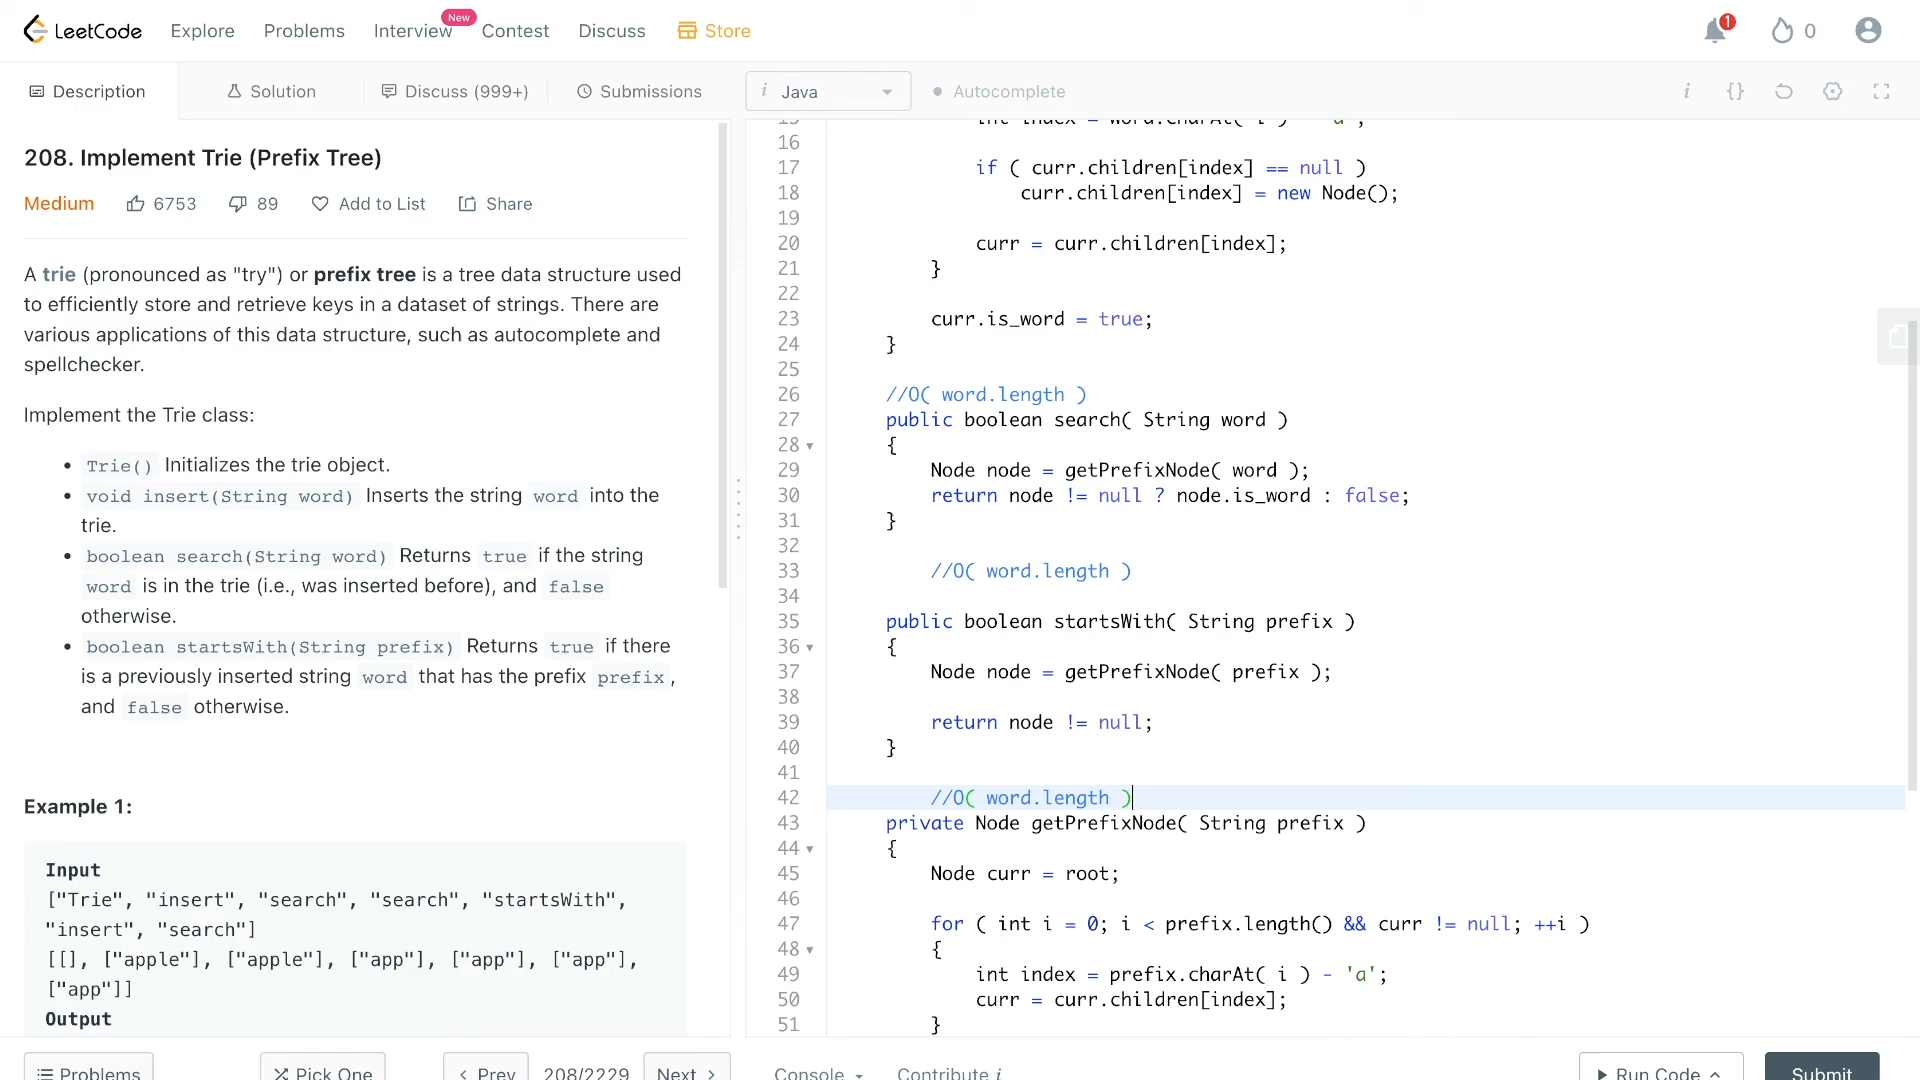 LeetCode
Explore
Problems
Interview
New
Contest
Discuss
Store
1
0
Description
Solution
Discuss (999+)
Submissions
i Java
Autocomplete
i
{}
208. Implement Trie (Prefix Tree)
Medium
6753
89
Add to List
Share
A trie (pronounced as "try") or prefix tree is a tree data structure used
to efficiently store and retrieve keys in a dataset of strings. There are
various applications of this data structure, such as autocomplete and
spellchecker.
Implement the Trie class:
• Trie() Initializes the trie object.
• void insert(String word) Inserts the string word into the
trie.
• boolean search(String word) Returns true if the string
word is in the trie (i.e., was inserted before), and false
otherwise.
• boolean startsWith(String prefix) Returns true if there
is a previously inserted string word that has the prefix prefix,
and false otherwise.
Example 1:
Input
["Trie", "insert", "search", "search", "startsWith",
"insert", "search"]
[[], ["apple"], ["apple"], ["app"], ["app"], ["app"],
["app"]]
Output
15 int index = word.charAt( i ) - 'a';
16
17 if ( curr.children[index] == null )
18 curr.children[index] = new Node();
19
20 curr = curr.children[index];
21 }
22
23 curr.is_word = true;
24 }
25
26 //O( word.length )
27 public boolean search( String word )
28 {
29 Node node = getPrefixNode( word );
30 return node != null ? node.is_word : false;
31 }
32
33 //O( word.length )
34
35 public boolean startsWith( String prefix )
36 {
37 Node node = getPrefixNode( prefix );
38
39 return node != null;
40 }
41
42 //O( word.length )
43 private Node getPrefixNode( String prefix )
44 {
45 Node curr = root;
46
47 for ( int i = 0; i < prefix.length() && curr != null; ++i )
48 {
49 int index = prefix.charAt( i ) - 'a';
50 curr = curr.children[index];
51 }
Problems
Pick One
< Prev
208/2229
Next >
Console
Contribute i
Run Code
Submit